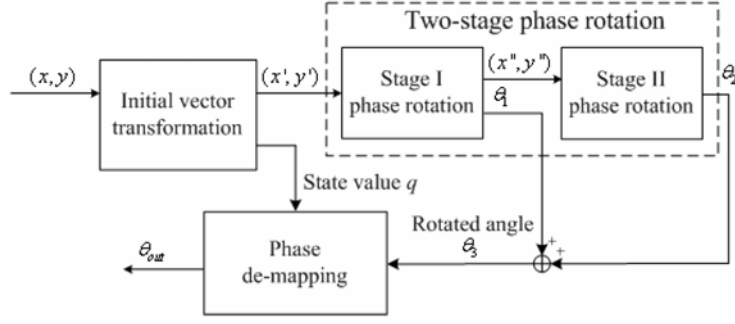 Two-stage phase rotation
(x, y)
Initial vector
transformation
(x', y')
Stage I
phase rotation
(x", y")
θ₁
Stage II
phase rotation
θ₂
State value q
Phase
de-mapping
Rotated angle
θ₃
+
+
θout